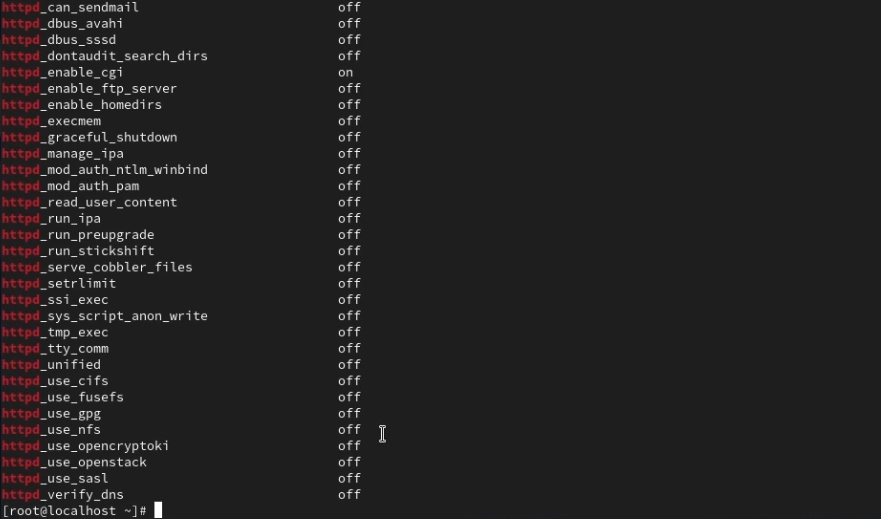 httpd_can_sendmail off
httpd_dbus_avahi off
httpd_dbus_sssd off
httpd_dontaudit_search_dirs off
httpd_enable_cgi on
httpd_enable_ftp_server off
httpd_enable_homedirs off
httpd_execmem off
httpd_graceful_shutdown off
httpd_manage_ipa off
httpd_mod_auth_ntlm_winbind off
httpd_mod_auth_pam off
httpd_read_user_content off
httpd_run_ipa off
httpd_run_preupgrade off
httpd_run_stickshift off
httpd_serve_cobbler_files off
httpd_setrlimit off
httpd_ssi_exec off
httpd_sys_script_anon_write off
httpd_tmp_exec off
httpd_tty_comm off
httpd_unified off
httpd_use_cifs off
httpd_use_fusefs off
httpd_use_gpg off
httpd_use_nfs off
httpd_use_opencryptoki off
httpd_use_openstack off
httpd_use_sasl off
httpd_verify_dns off
[root@localhost ~]#